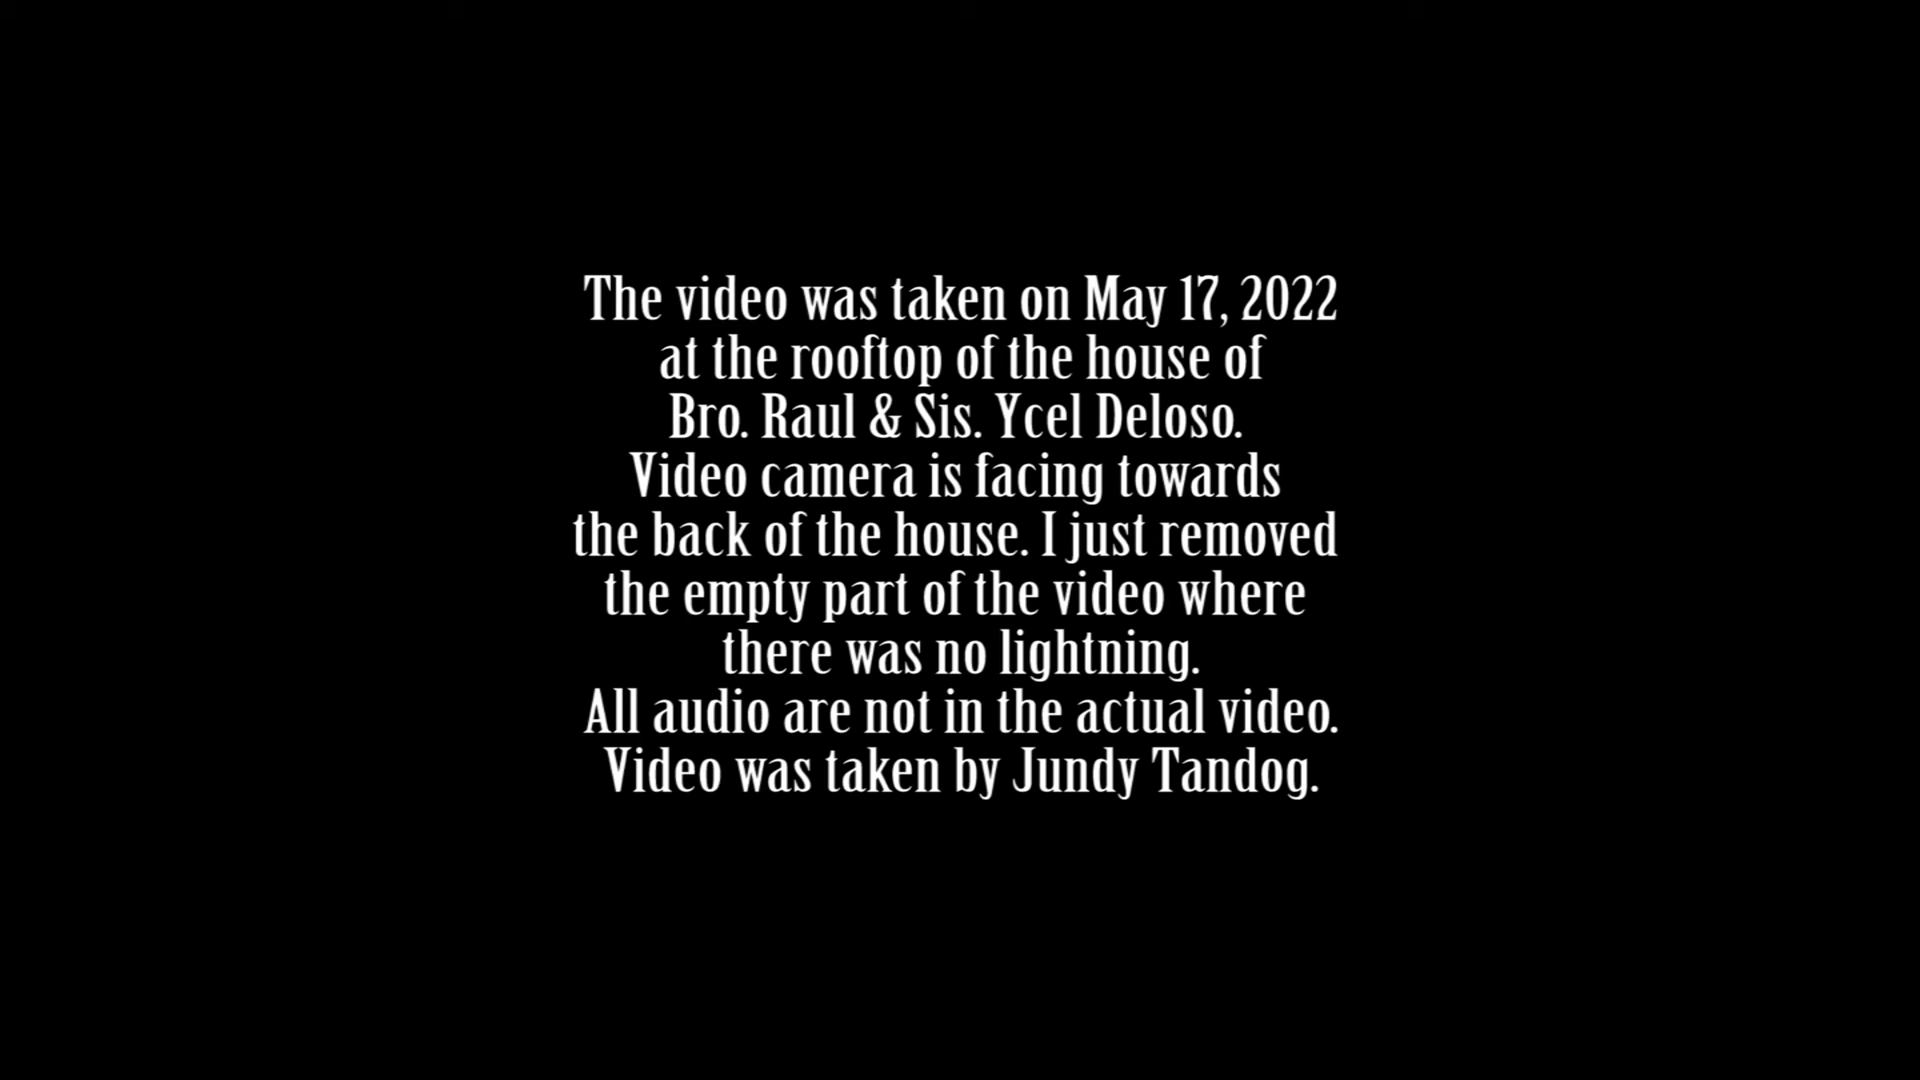 The video was taken on May 17, 2022
at the rooftop of the house of
Bro. Raul & Sis. Ycel Deloso.
Video camera is facing towards
the back of the house. I just removed
the empty part of the video where
there was no lightning.
All audio are not in the actual video.
Video was taken by Jundy Tandog.